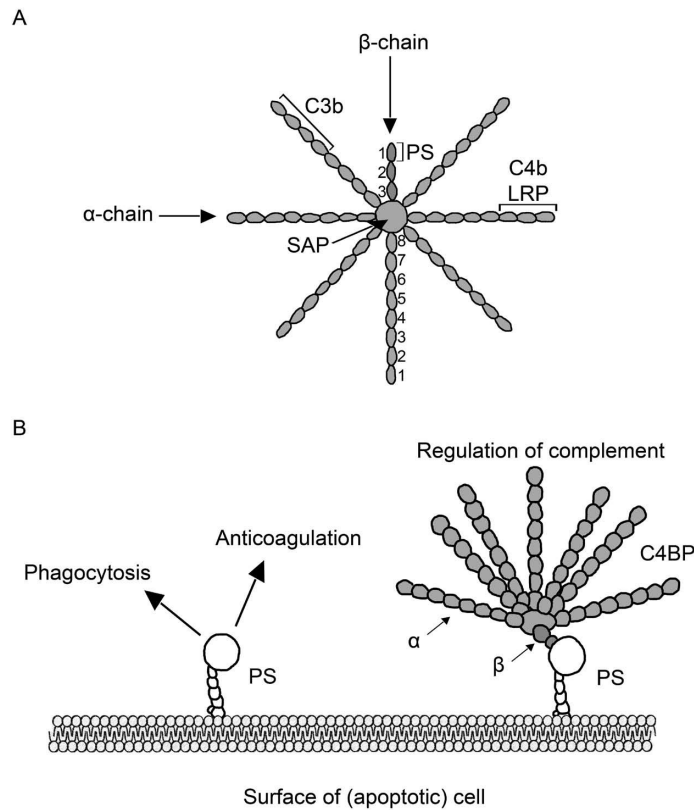 A
β-chain
C3b
1
PS
2
3
C4b
LRP
α-chain
SAP
8
7
6
5
4
3
2
1
B
Regulation of complement
Anticoagulation
Phagocytosis
C4BP
α
β
PS
PS
Surface of (apoptotic) cell